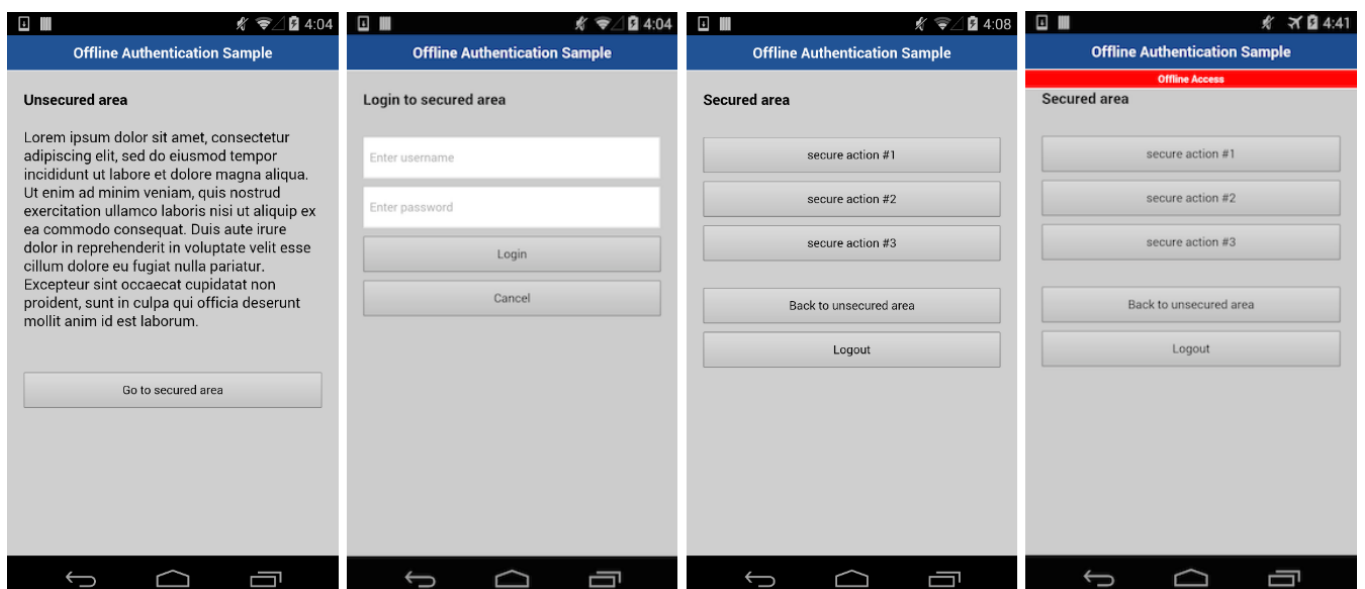 4:04
Offline Authentication Sample
Unsecured area
Lorem ipsum dolor sit amet, consectetur
adipiscing elit, sed do eiusmod tempor
incididunt ut labore et dolore magna aliqua.
Ut enim ad minim veniam, quis nostrud
exercitation ullamco laboris nisi ut aliquip ex
ea commodo consequat. Duis aute irure
dolor in reprehenderit in voluptate velit esse
cillum dolore eu fugiat nulla pariatur.
Excepteur sint occaecat cupidatat non
proident, sunt in culpa qui officia deserunt
mollit anim id est laborum.
Go to secured area
4:04
Offline Authentication Sample
Login to secured area
Enter username
Enter password
Login
Cancel
4:08
Offline Authentication Sample
Secured area
secure action #1
secure action #2
secure action #3
Back to unsecured area
Logout
4:41
Offline Authentication Sample
Offline Access
Secured area
secure action #1
secure action #2
secure action #3
Back to unsecured area
Logout